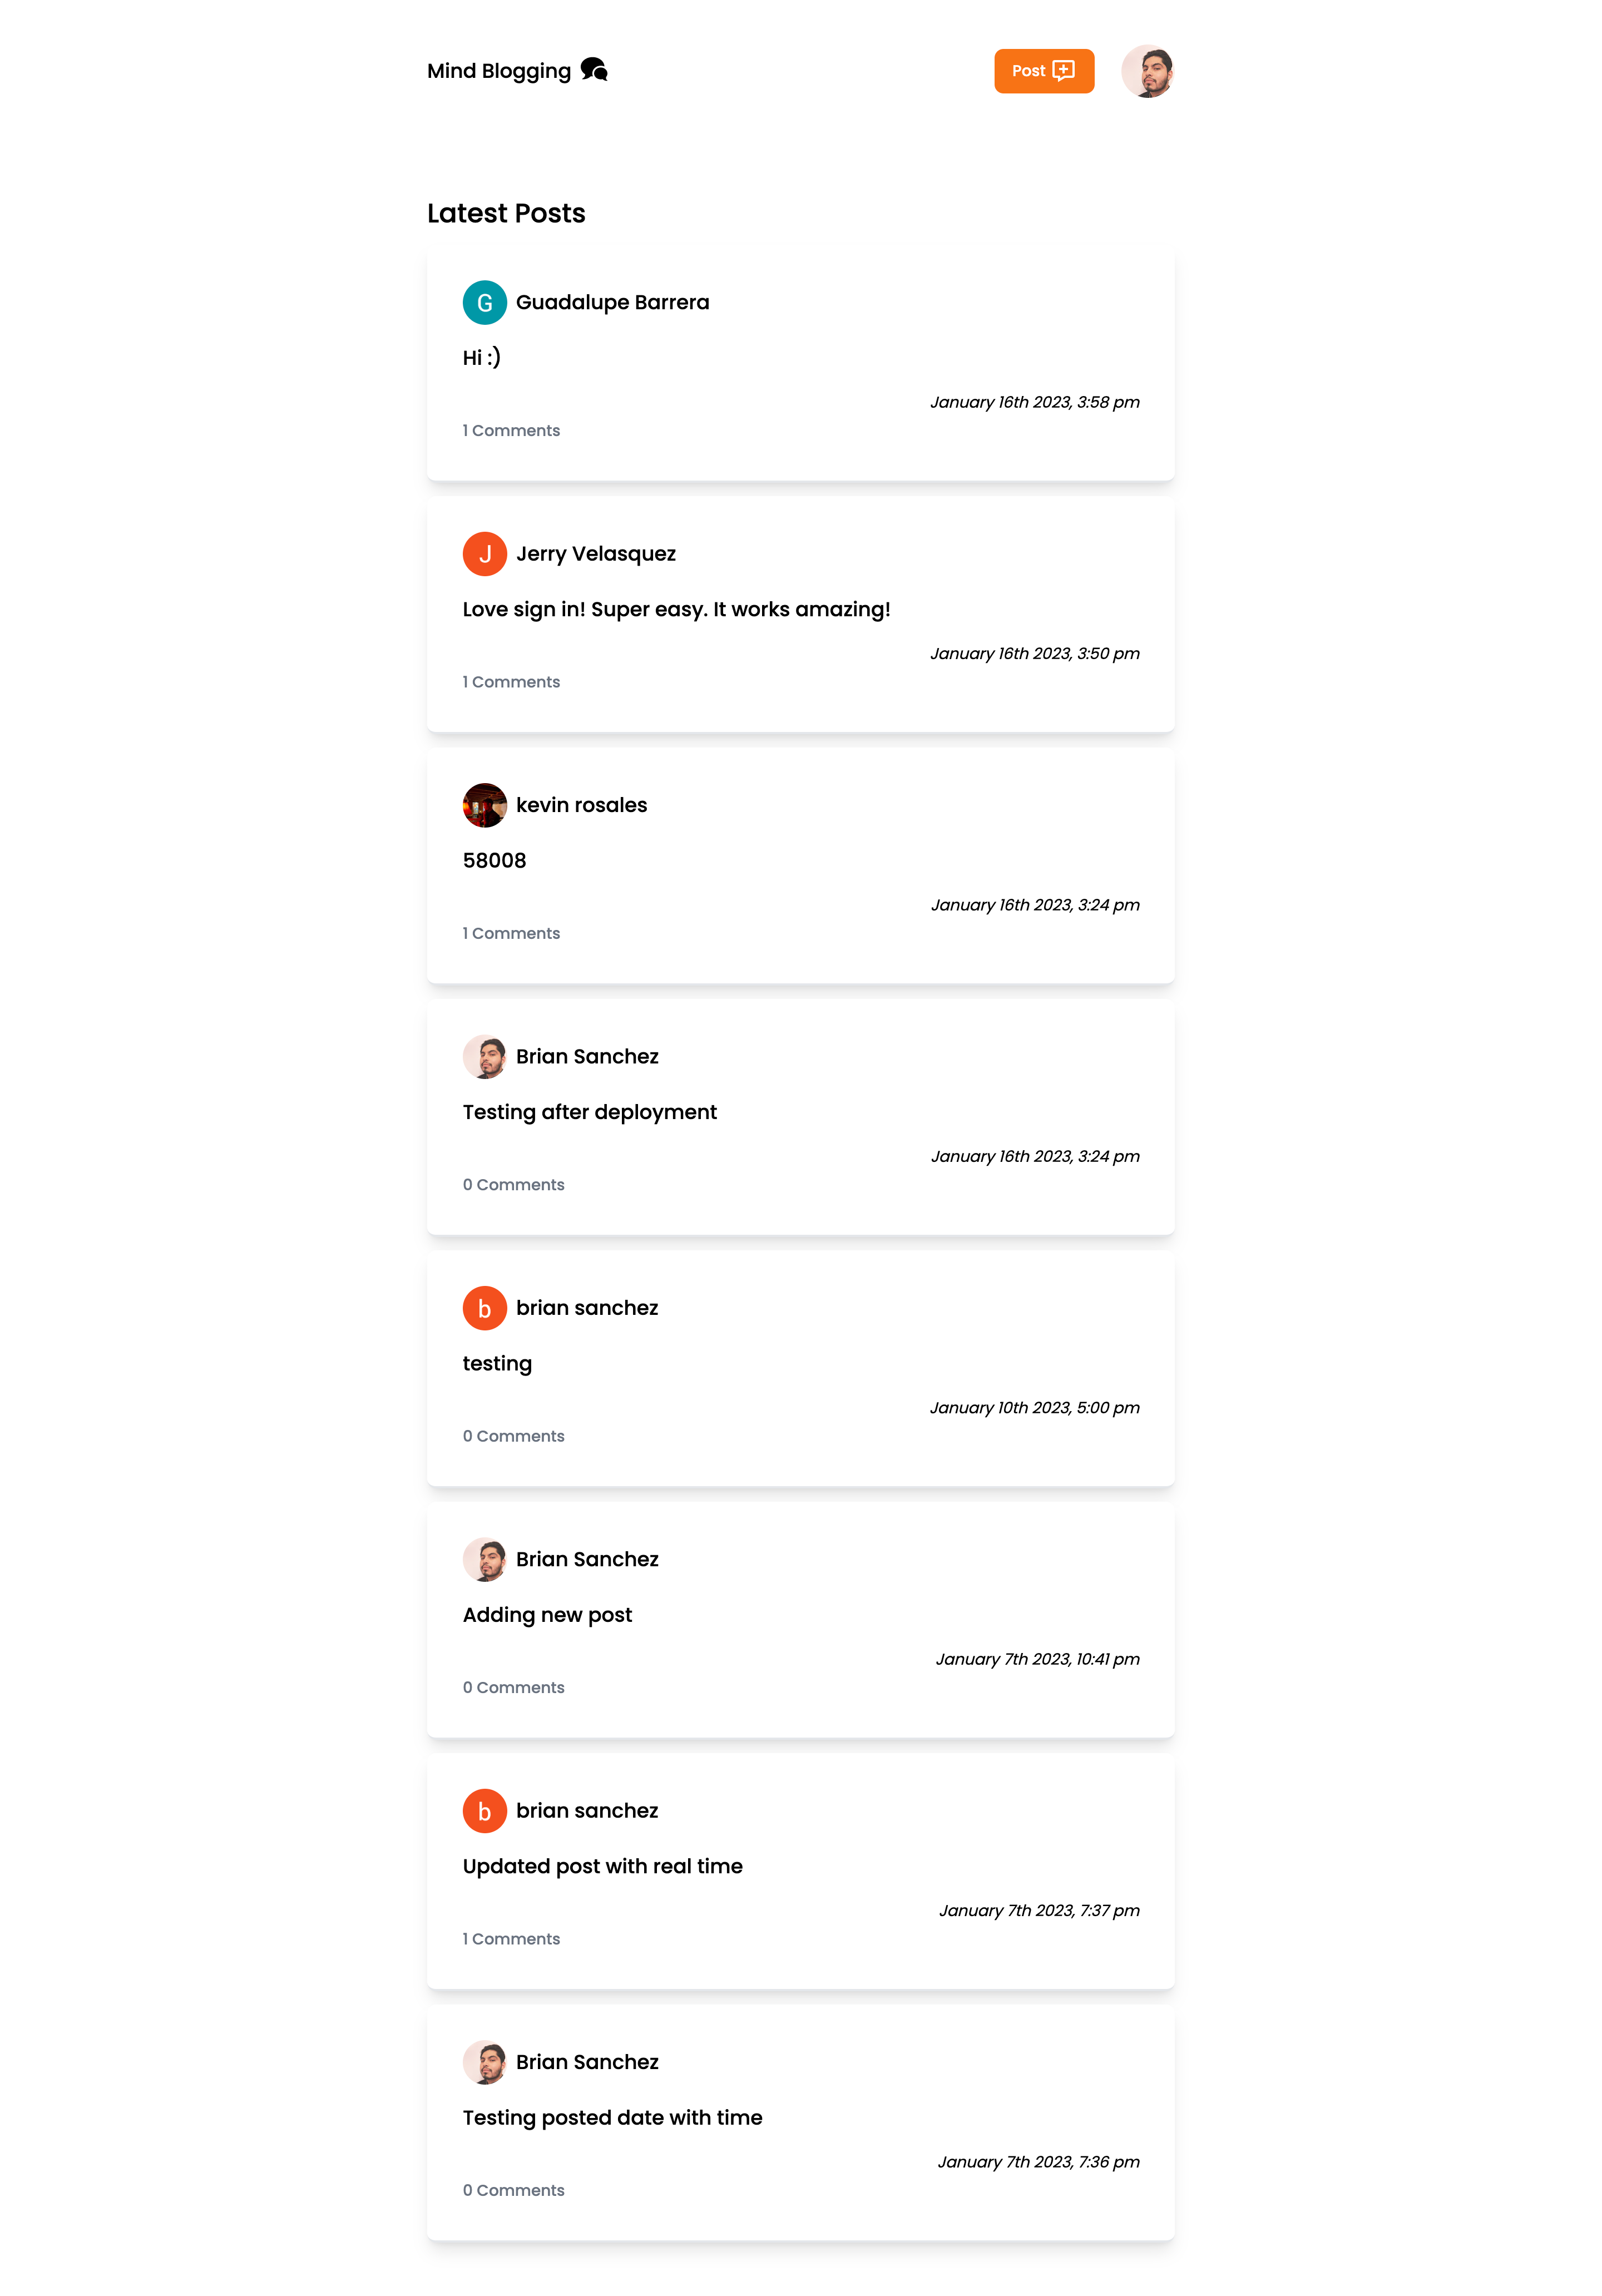 Mind Blogging
Post
Latest Posts
G
Guadalupe Barrera
Hi :)
January 16th 2023, 3:58 pm
1 Comments
J
Jerry Velasquez
Love sign in! Super easy. It works amazing!
January 16th 2023, 3:50 pm
1 Comments
kevin rosales
58008
January 16th 2023, 3:24 pm
1 Comments
Brian Sanchez
Testing after deployment
January 16th 2023, 3:24 pm
0 Comments
b
brian sanchez
testing
January 10th 2023, 5:00 pm
0 Comments
Brian Sanchez
Adding new post
January 7th 2023, 10:41 pm
0 Comments
b
brian sanchez
Updated post with real time
January 7th 2023, 7:37 pm
1 Comments
Brian Sanchez
Testing posted date with time
January 7th 2023, 7:36 pm
0 Comments